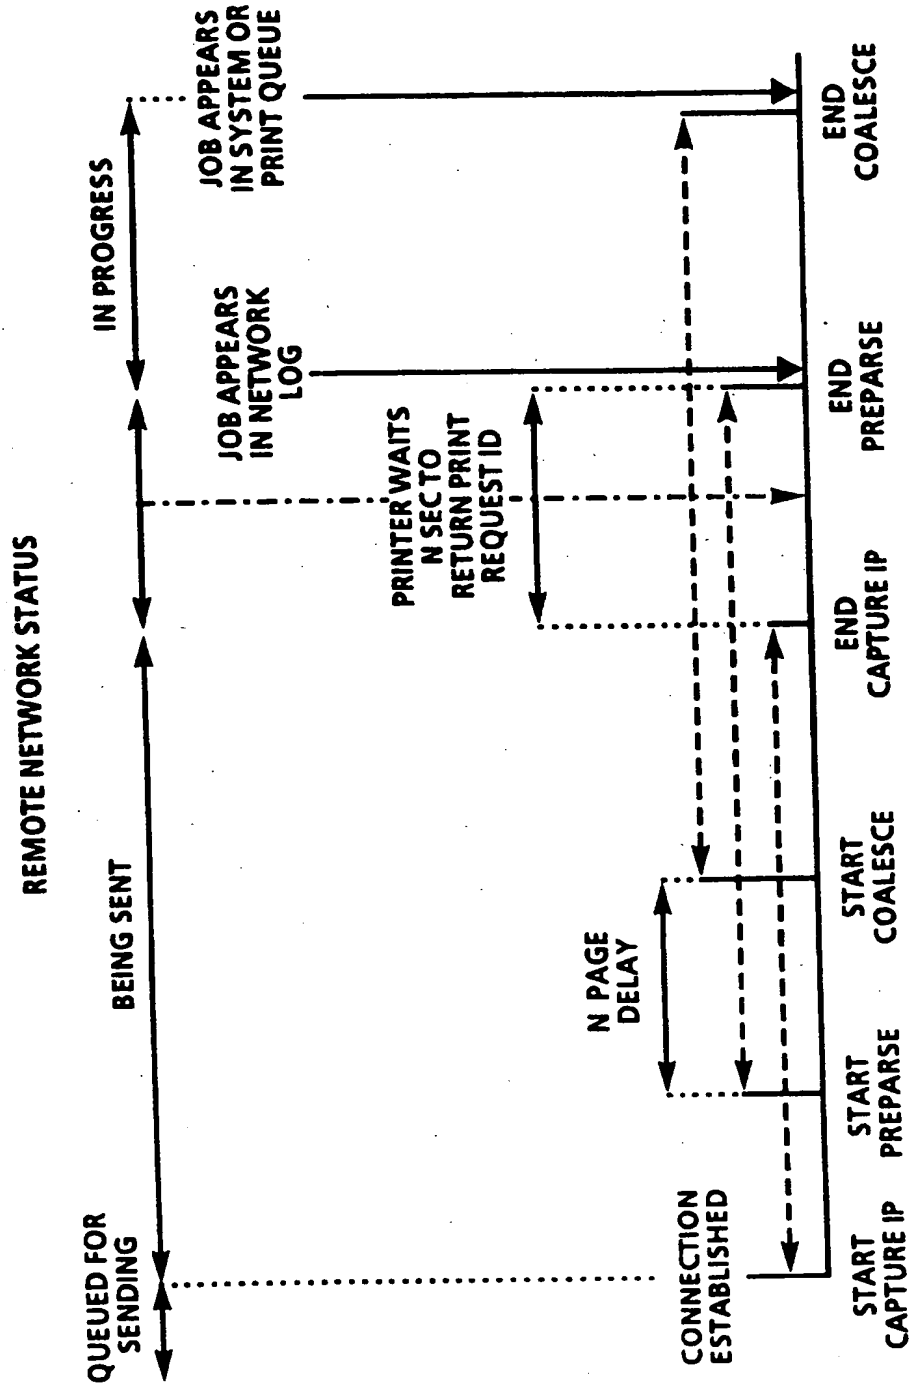 REMOTE NETWORK STATUS
QUEUED FOR
SENDING
BEING SENT
IN PROGRESS
JOB APPEARS
IN NETWORK
LOG
JOB APPEARS
IN SYSTEM OR
PRINT QUEUE
PRINTER WAITS
N SEC TO
RETURN PRINT
REQUEST ID
N PAGE
DELAY
CONNECTION
ESTABLISHED
START
CAPTURE IP
START
PREPARSE
START
COALESCE
END
CAPTURE IP
END
PREPARSE
END
COALESCE